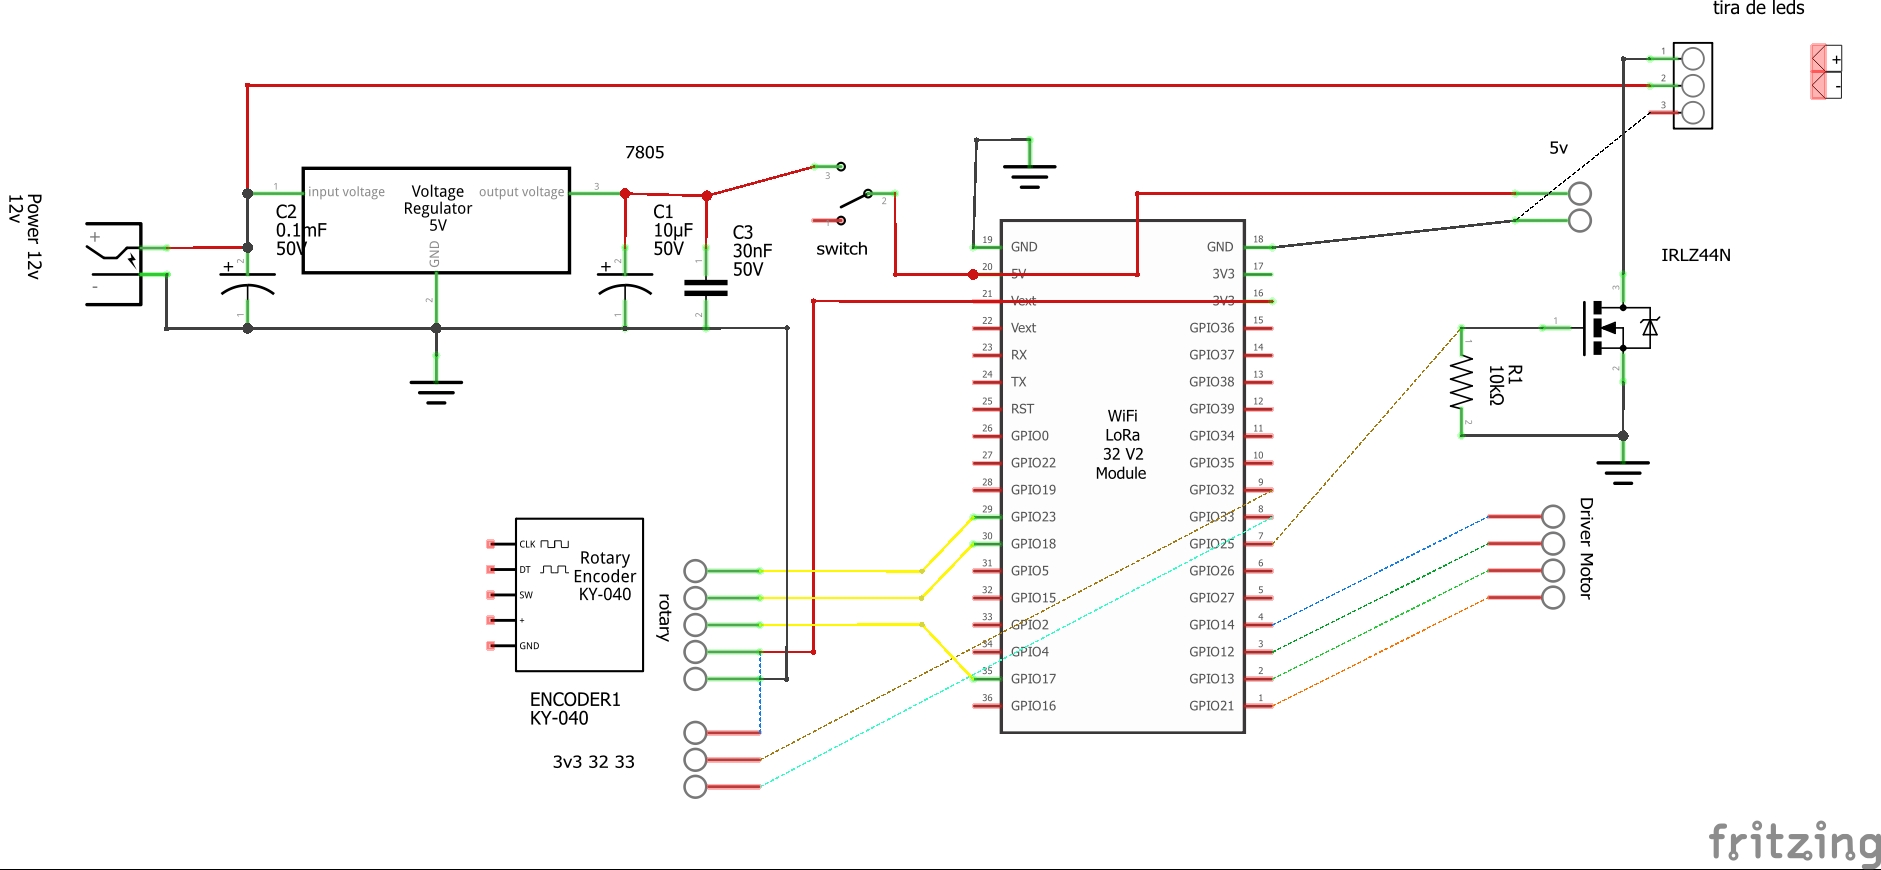 tira de leds
1
2
3
+
-
5v
7805
Power 12v
12v
+
-
1
input voltage
Voltage
Regulator
5V
output voltage
3
GND
2
C2
0.1mF
50V
+
2
1
C1
10µF
50V
+
2
1
C3
30nF
50V
1
2
3
2
switch
IRLZ44N
3
1
2
R1
10kΩ
1
2
WiFi
LoRa
32 V2
Module
19 GND
20 5V
21 Vext
22 Vext
23 RX
24 TX
25 RST
26 GPIO0
27 GPIO22
28 GPIO19
29 GPIO23
30 GPIO18
31 GPIO5
32 GPIO15
33 GPIO2
34 GPIO4
35 GPIO17
36 GPIO16
GND 18
3V3 17
3V3 16
GPIO36 15
GPIO37 14
GPIO38 13
GPIO39 12
GPIO34 11
GPIO35 10
GPIO32 9
GPIO33 8
GPIO25 7
GPIO26 6
GPIO27 5
GPIO14 4
GPIO12 3
GPIO13 2
GPIO21 1
Driver Motor
CLK
DT
SW
+
GND
Rotary
Encoder
KY-040
ENCODER1
KY-040
rotary
3v3 32 33
fritzing